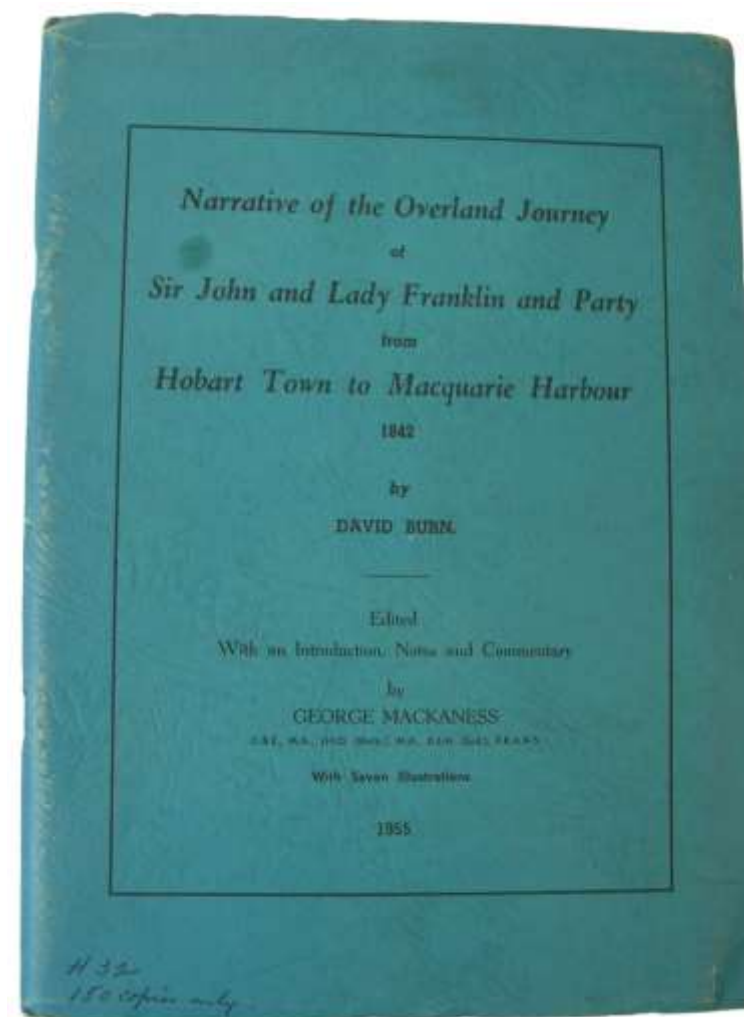 Narrative of the Overland Journey
of
Sir John and Lady Franklin and Party
from
Hobart Town to Macquarie Harbour
1842
by
DAVID BURN.
Edited
With an Introduction, Notes and Commentary
by
GEORGE MACKANESS
With Seven Illustrations
1955
H 32
150 copies only.